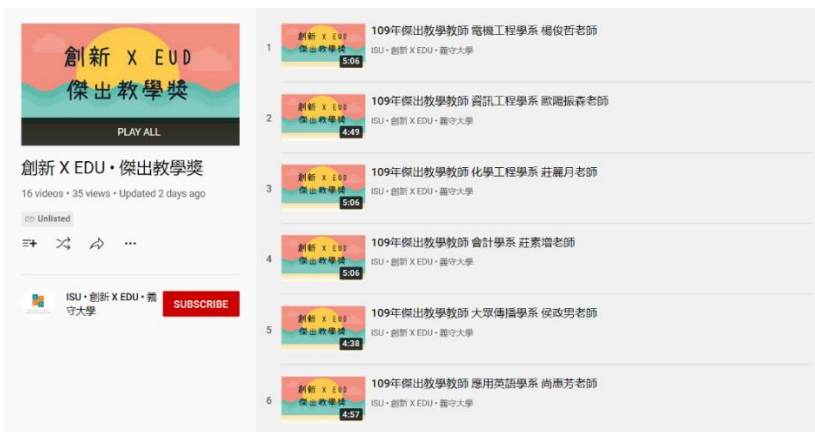 創新 X EUD
傑出教學獎
PLAY ALL
創新 X EDU • 傑出教學獎
16 videos • 35 views • Updated 2 days ago
Unlisted
ISU • 創新 X EDU • 義
守大學
SUBSCRIBE
1
創新 X EUD
傑出教學獎
5:06
109年傑出教學教師 電機工程學系 楊俊哲老師
ISU • 創新 X EDU • 義守大學
2
創新 X EUD
傑出教學獎
4:49
109年傑出教學教師 資訊工程學系 歐陽振森老師
ISU • 創新 X EDU • 義守大學
3
創新 X EUD
傑出教學獎
5:06
109年傑出教學教師 化學工程學系 莊麗月老師
ISU • 創新 X EDU • 義守大學
4
創新 X EUD
傑出教學獎
5:06
109年傑出教學教師 會計學系 莊素增老師
ISU • 創新 X EDU • 義守大學
5
創新 X EUD
傑出教學獎
4:38
109年傑出教學教師 大眾傳播學系 侯政男老師
ISU • 創新 X EDU • 義守大學
6
創新 X EUD
傑出教學獎
4:57
109年傑出教學教師 應用英語學系 尚惠芳老師
ISU • 創新 X EDU • 義守大學